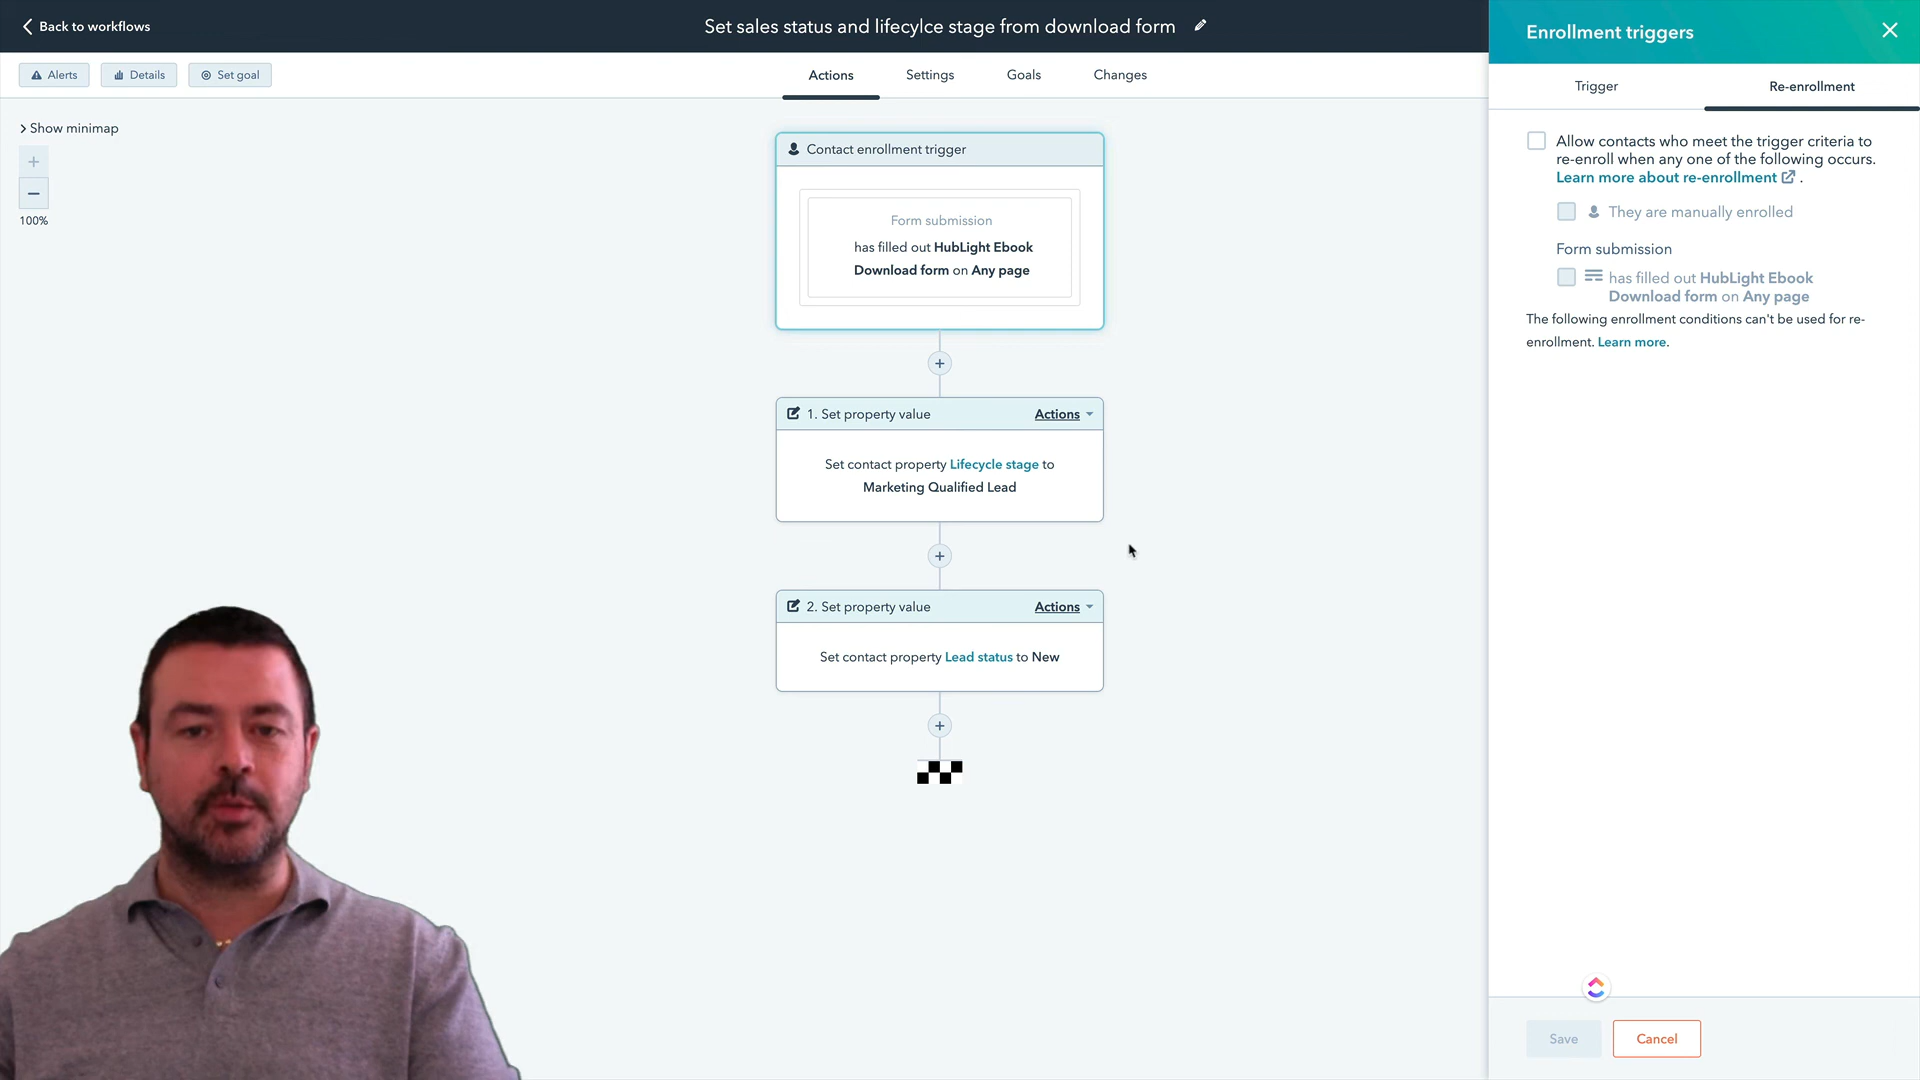 Back to workflows
Set sales status and lifecylce stage from download form
Enrollment triggers
Alerts
Details
Set goal
Actions
Settings
Goals
Changes
Trigger
Re-enrollment
Show minimap
+
−
100%
Contact enrollment trigger
Form submission
has filled out HubLight Ebook
Download form on Any page
+
1. Set property value
Actions
Set contact property Lifecycle stage to
Marketing Qualified Lead
+
2. Set property value
Actions
Set contact property Lead status to New
+
Allow contacts who meet the trigger criteria to
re-enroll when any one of the following occurs.
Learn more about re-enrollment .
They are manually enrolled
Form submission
has filled out HubLight Ebook
Download form on Any page
The following enrollment conditions can't be used for re-
enrollment. Learn more.
Save
Cancel